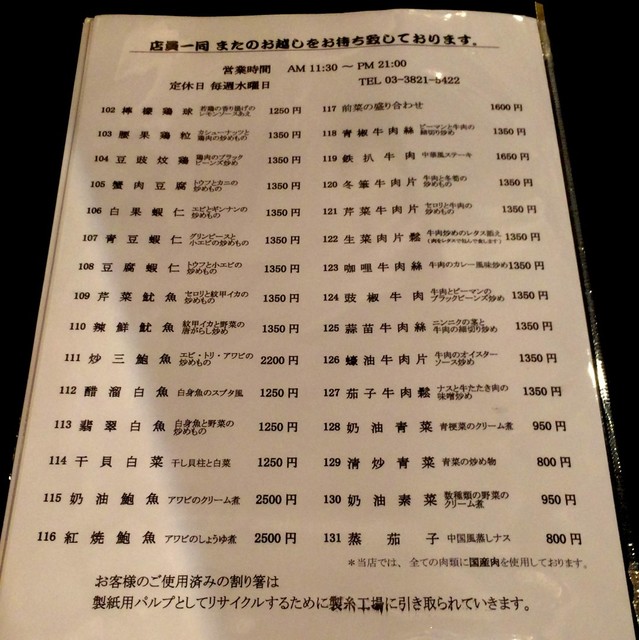 店員一同 またのお越しをお待ち致しております。
営業時間 AM 11:30 ～ PM 21:00
定休日 毎週水曜日 TEL 03-3821-5422
102 檸檬鶏球 若鶏の香り揚げのレモンソースあえ 1250円
103 腰果鶏粒 カシューナッツと鶏肉の炒めもの 1350円
104 豆豉炆鶏 鶏肉のブラックビーンズ炒め 1350円
105 蟹肉豆腐 トウフとカニの炒めもの 1350円
106 白果蝦仁 エビとギンナンの炒めもの 1350円
107 青豆蝦仁 グリンピースと小エビの炒めもの 1350円
108 豆腐蝦仁 トウフと小エビの炒めもの 1350円
109 芹菜魷魚 セロリと紋甲イカの炒めもの 1350円
110 辣鮮魷魚 紋甲イカと野菜の唐がらし炒め 1350円
111 炒三鮑魚 エビ・トリ・アワビの炒めもの 2200円
112 醋溜白魚 白身魚のスブタ風 1250円
113 翡翠白魚 白身魚と野菜の炒めもの 1250円
114 干貝白菜 干し貝柱と白菜 1250円
115 奶油鮑魚 アワビのクリーム煮 2500円
116 紅焼鮑魚 アワビのしょうゆ煮 2500円
117 前菜の盛り合わせ 1600円
118 青椒牛肉絲 ピーマンと牛肉の細切り炒め 1350円
119 鉄扒牛肉 中華風ステーキ 1650円
120 冬筆牛肉片 牛肉と冬筍の炒めもの 1350円
121 芹菜牛肉片 セロリと牛肉の炒めもの 1350円
122 生菜肉片鬆 牛肉炒めのレタス添え (肉をレタスで包んで食します) 1350円
123 咖哩牛肉絲 牛肉のカレー風味炒め 1350円
124 豉椒牛肉 牛肉とピーマンのブラックビーンズ炒め 1350円
125 蒜苗牛肉絲 ニンニクの茎と牛肉の細切り炒め 1350円
126 蠔油牛肉片 牛肉のオイスターソース炒め 1350円
127 茄子牛肉鬆 ナスと牛たたき肉の味噌炒め 1350円
128 奶油青菜 青梗菜のクリーム煮 950円
129 清炒青菜 青菜の炒め物 800円
130 奶油素菜 数種類の野菜のクリーム煮 950円
131 蒸茄子 中国風蒸しナス 800円
＊当店では、全ての肉類に国産肉を使用しております。
お客様のご使用済みの割り箸は
製紙用パルプとしてリサイクルするために製糸工場に引き取られていきます。